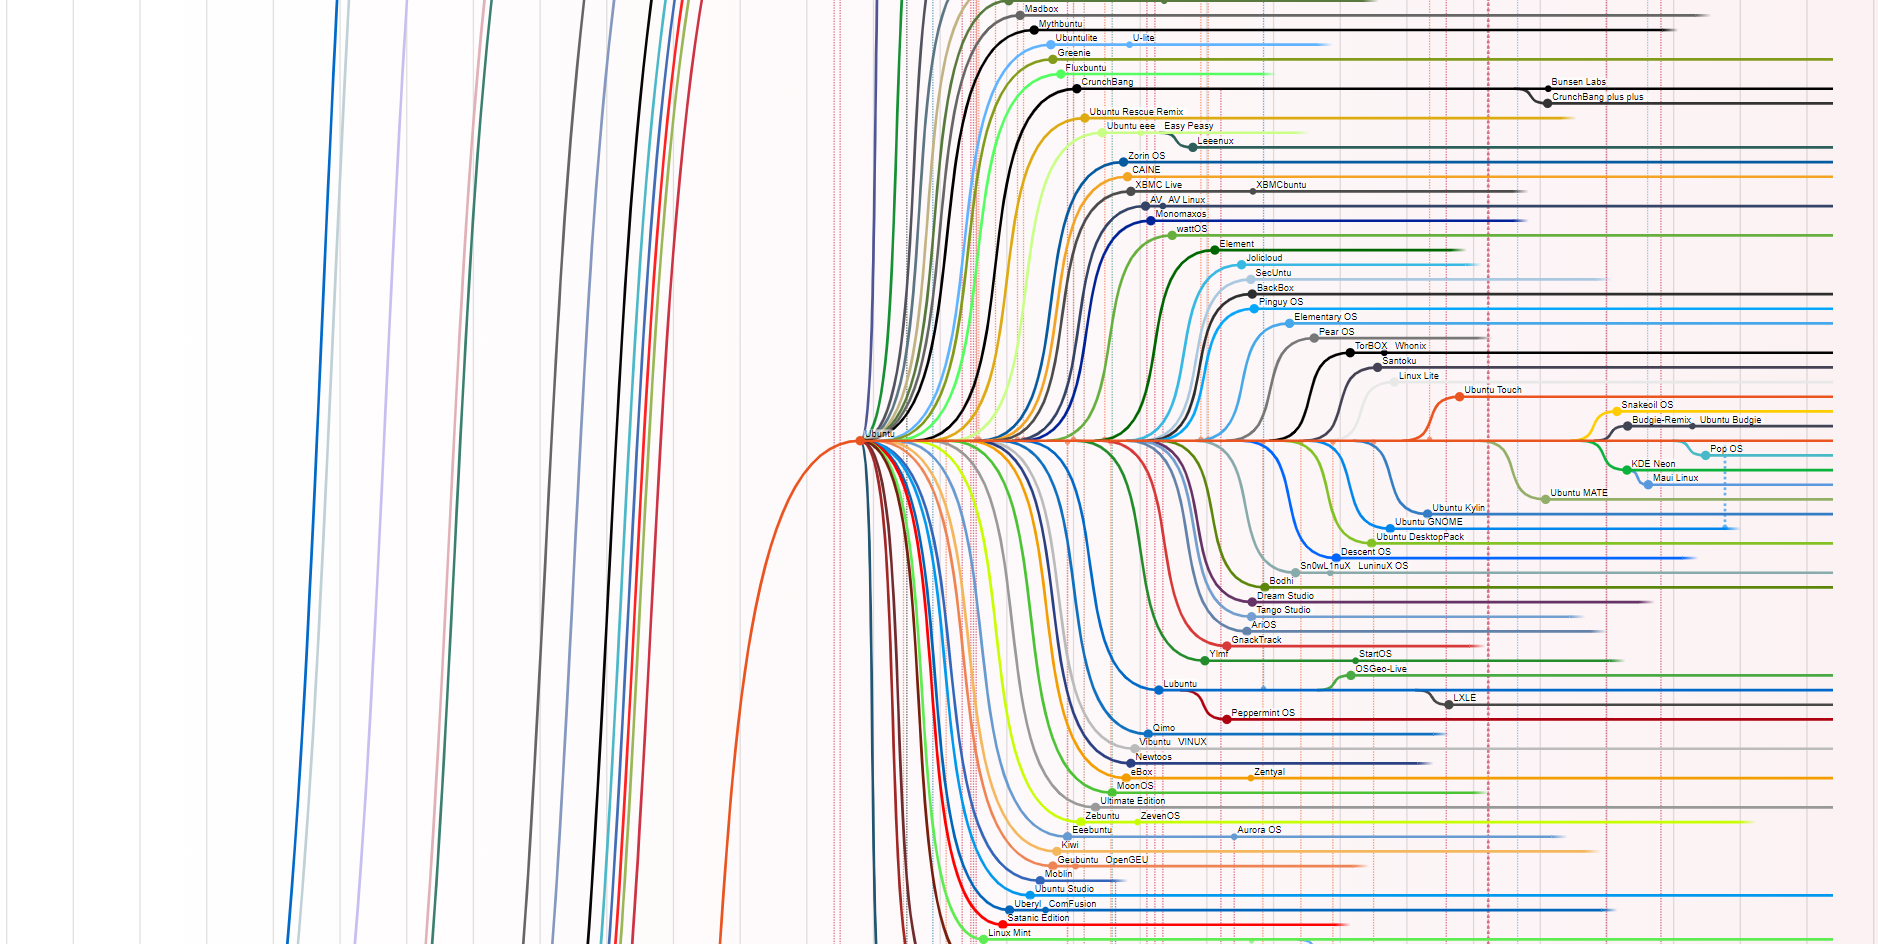 Madbox
Mythbuntu
Ubuntulite U-lite
Greenie
Fluxbuntu
CrunchBang Bunsen Labs
CrunchBang plus plus
Ubuntu Rescue Remix
Ubuntu eee Easy Peasy
Leeenux
Zorin OS
CAINE
XBMC Live XBMCbuntu
AV AV Linux
Monomaxos
wattOS
Element
Jolicloud
SecUntu
BackBox
Pinguy OS
Elementary OS
Pear OS
TorBOX Whonix
Santoku
Linux Lite
Ubuntu Touch
Snakeoil OS
Budgie-Remix Ubuntu Budgie
Ubuntu
Pop OS
KDE Neon
Maui Linux
Ubuntu MATE
Ubuntu Kylin
Ubuntu GNOME
Ubuntu DesktopPack
Descent OS
Sn0wL1nuX LuninuX OS
Bodhi
Dream Studio
Tango Studio
AriOS
GnackTrack
Ylmf StartOS
OSGeo-Live
Lubuntu
LXLE
Peppermint OS
Qimo
Vibuntu VINUX
Newtoos
eBox Zentyal
MoonOS
Ultimate Edition
Zebuntu ZevenOS
Eeebuntu Aurora OS
Kiwi
Geubuntu OpenGEU
Moblin
Ubuntu Studio
Uberyl ComFusion
Satanic Edition
Linux Mint